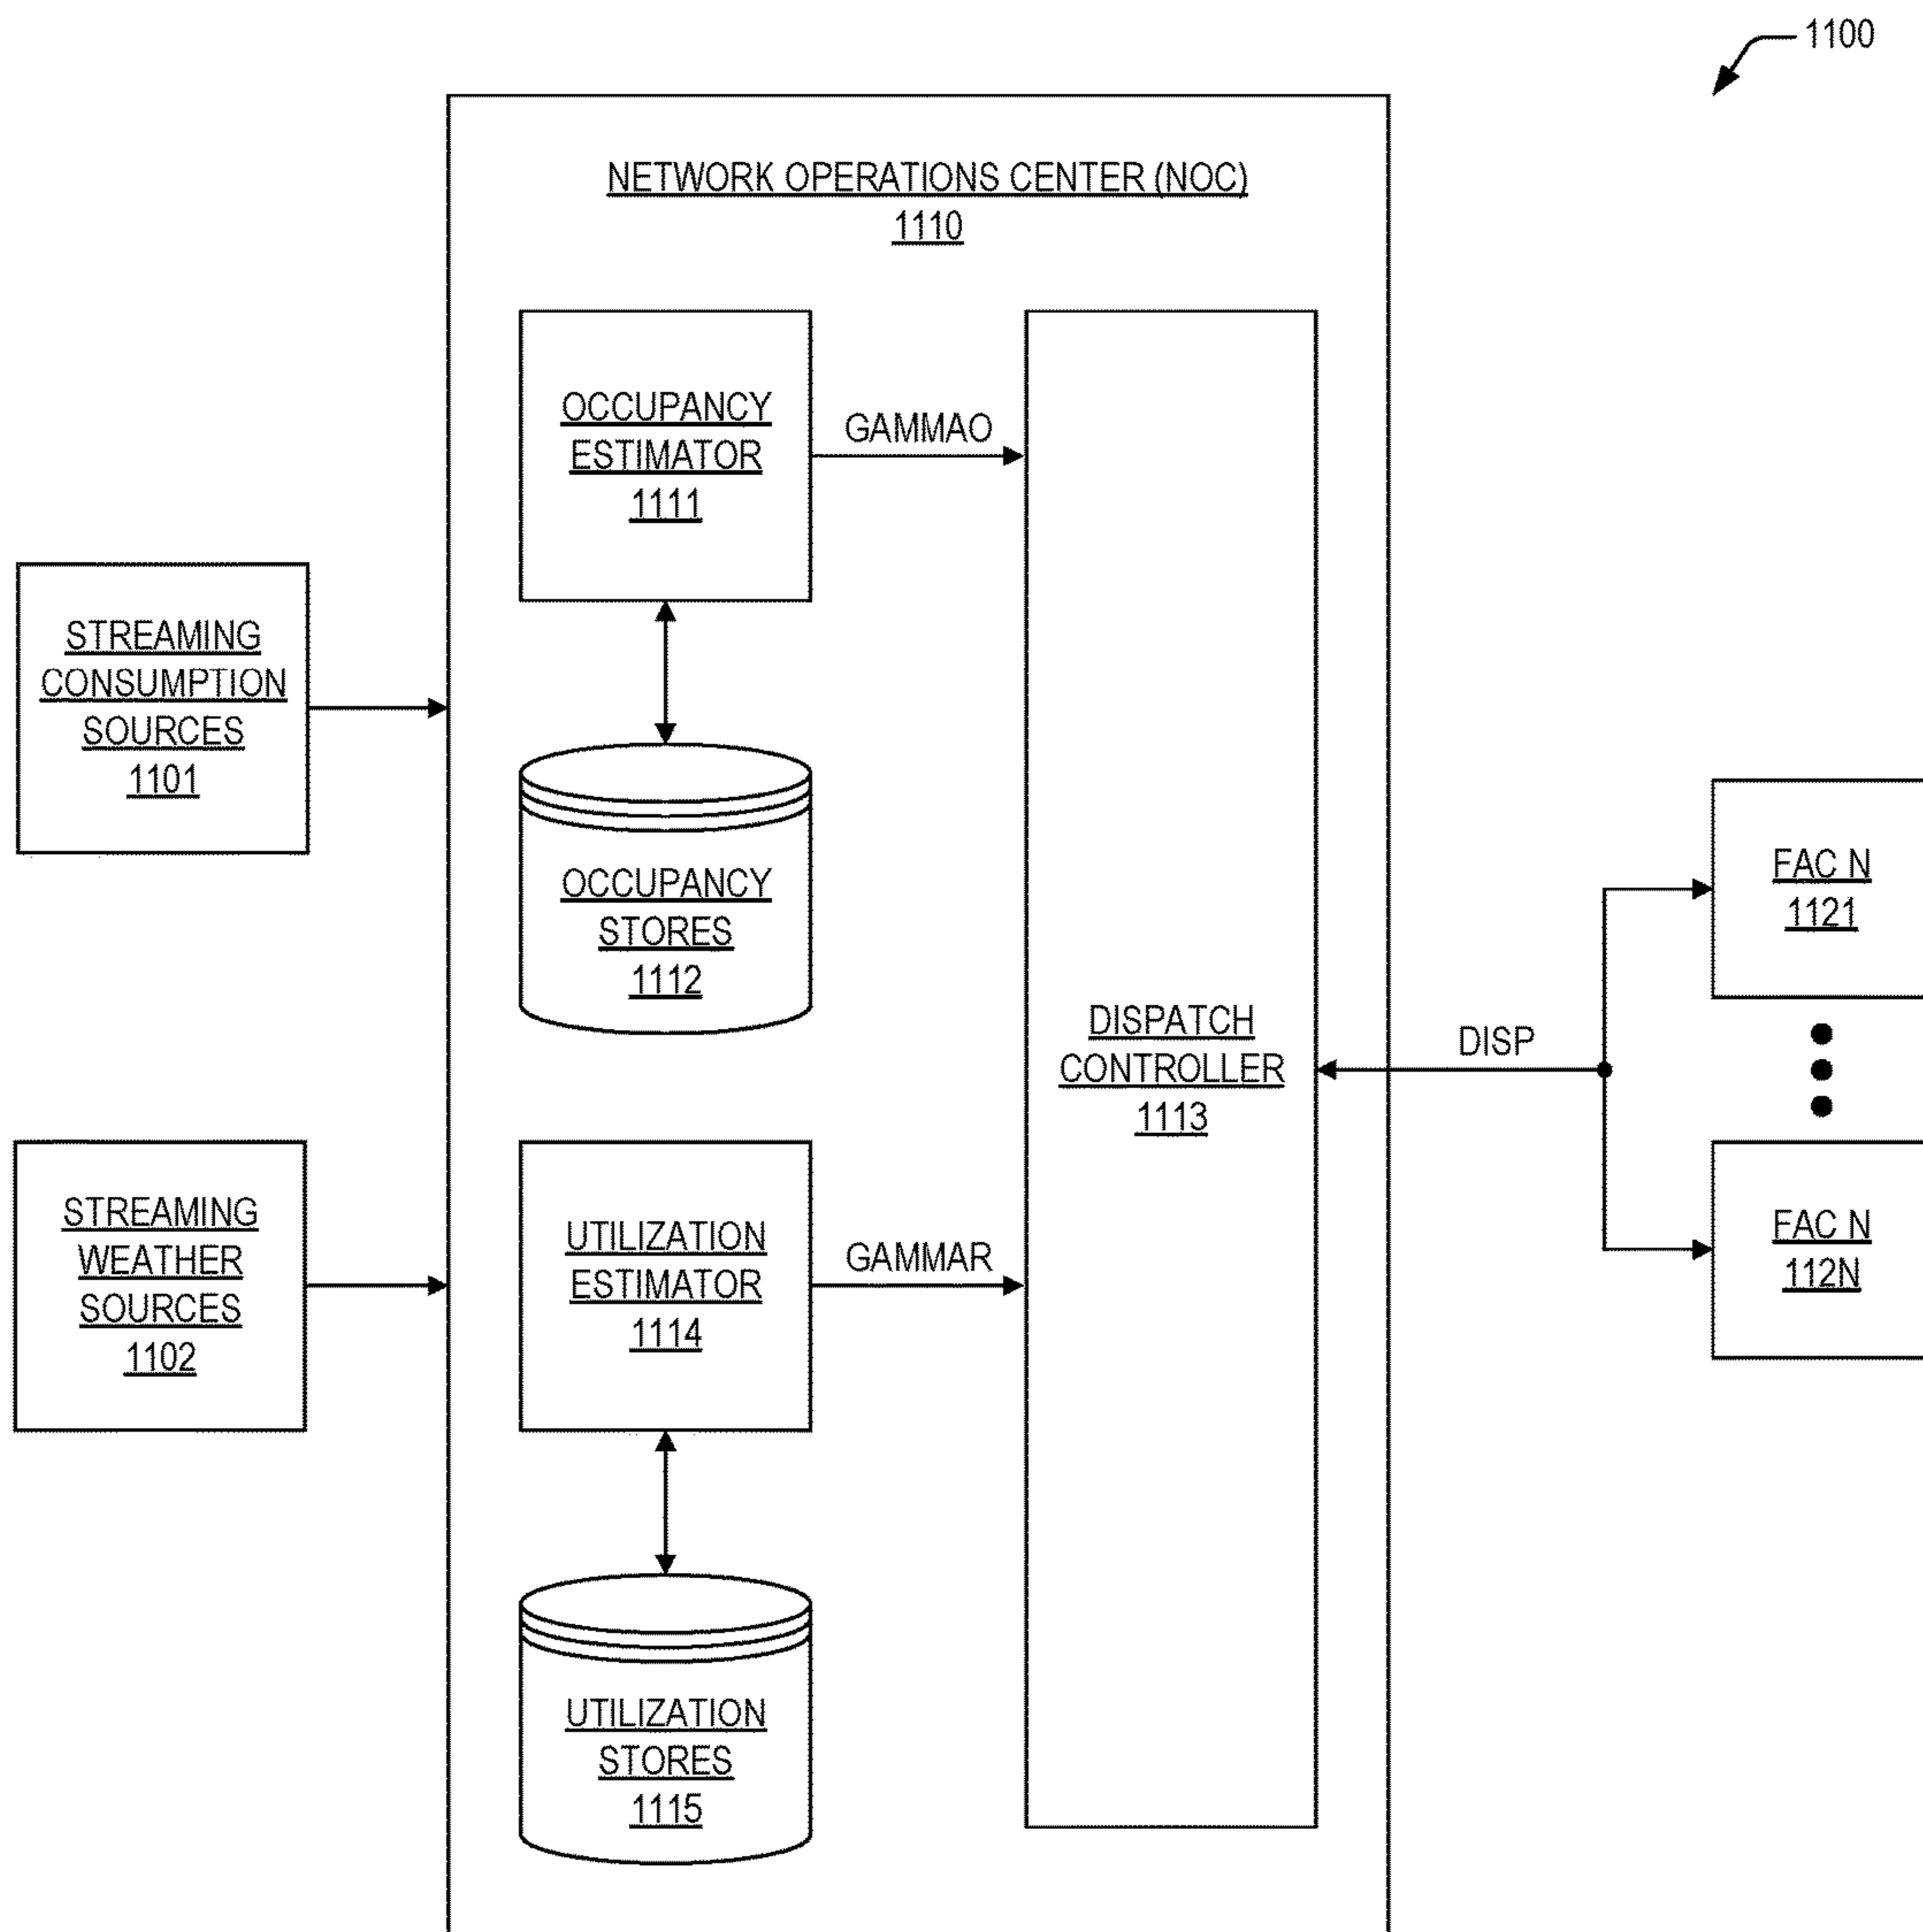 1100
NETWORK OPERATIONS CENTER (NOC)
1110
OCCUPANCY
ESTIMATOR
1111
GAMMAO
STREAMING
CONSUMPTION
SOURCES
1101
OCCUPANCY
STORES
1112
DISPATCH
CONTROLLER
1113
DISP
FAC N
1121
FAC N
112N
STREAMING
WEATHER
SOURCES
1102
UTILIZATION
ESTIMATOR
1114
GAMMAR
UTILIZATION
STORES
1115